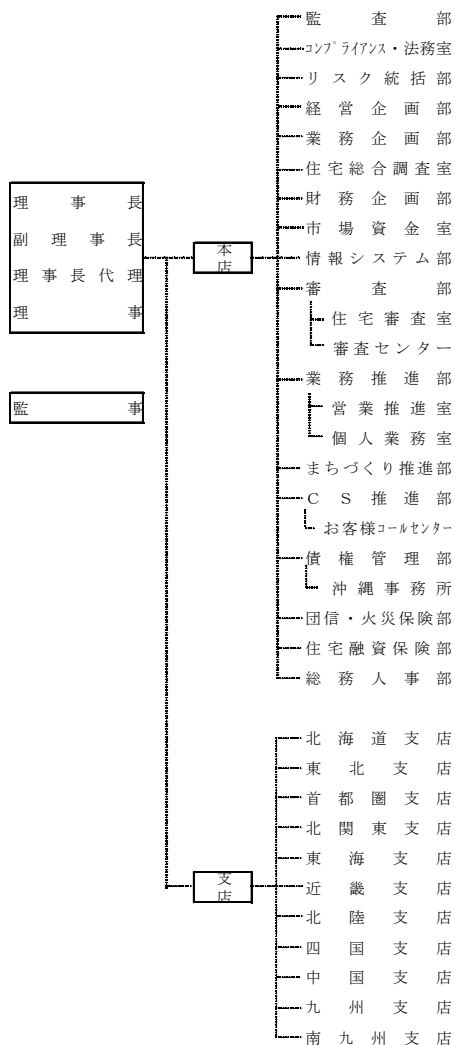 理事長
副理事長
理事長代理
理事
監事
本店
監査部
コンプライアンス・法務室
リスク統括部
経営企画部
業務企画部
住宅総合調査室
財務企画部
市場資金室
情報システム部
審査部
住宅審査室
審査センター
業務推進部
営業推進室
個人業務室
まちづくり推進部
CS推進部
お客様コールセンター
債権管理部
沖縄事務所
団信・火災保険部
住宅融資保険部
総務人事部
支店
北海道支店
東北支店
首都圏支店
北関東支店
東海支店
近畿支店
北陸支店
四国支店
中国支店
九州支店
南九州支店